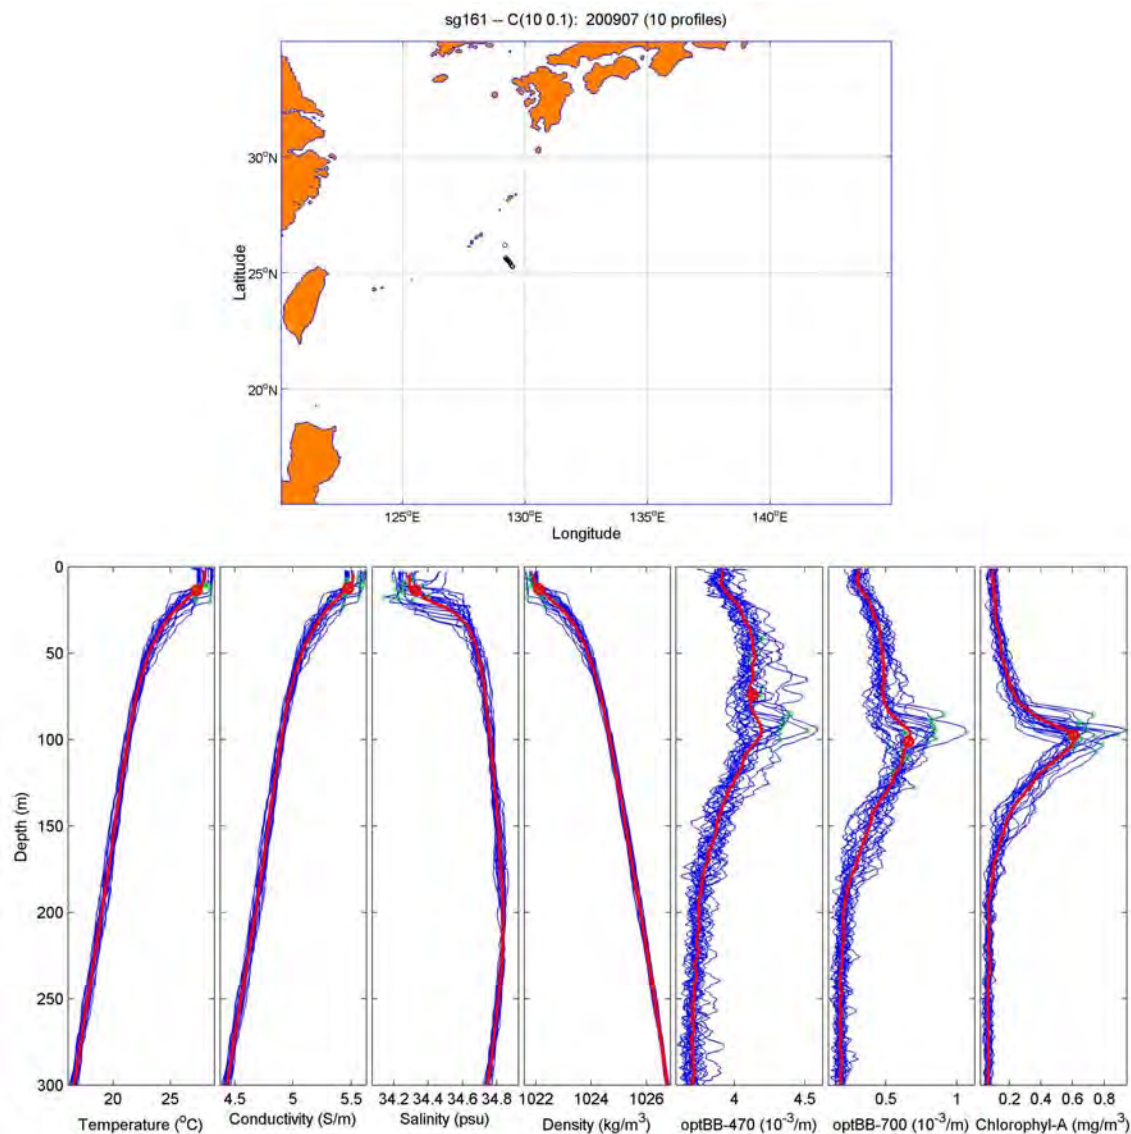 sg161 -- C(10 0.1): 200907 (10 profiles)
30°N
25°N
20°N
Latitude
125°E 130°E 135°E 140°E
Longitude
0
50
100
150
200
250
300
Depth (m)
20 4.5 5 5.5 34.2 34.4 34.6 34.8 1022 1024 1026 4 4.5 0.5 1 0.2 0.4 0.6 0.8
Temperature (°C) Conductivity (S/m) Salinity (psu) Density (kg/m³) optBB-470 (10⁻³/m) optBB-700 (10⁻³/m) Chlorophyl-A (mg/m³)
25